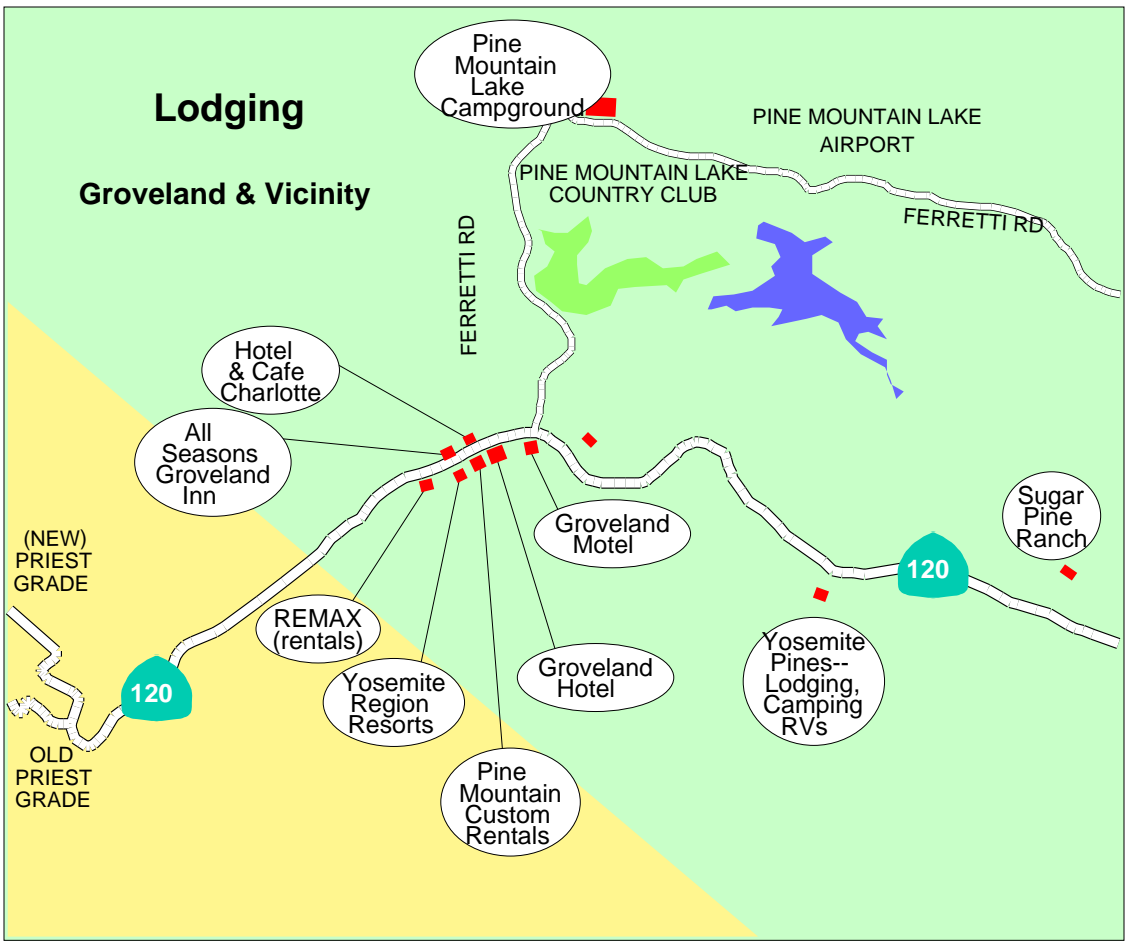 Lodging
Groveland & Vicinity
Pine
Mountain
Lake
Campground
PINE MOUNTAIN LAKE
AIRPORT
PINE MOUNTAIN LAKE
COUNTRY CLUB
FERRETTI RD
FERRETTI RD
Hotel
& Cafe
Charlotte
All
Seasons
Groveland
Inn
Groveland
Motel
Sugar
Pine
Ranch
(NEW)
PRIEST
GRADE
120
REMAX
(rentals)
Yosemite
Region
Resorts
Groveland
Hotel
Yosemite
Pines--
Lodging,
Camping
RVs
120
OLD
PRIEST
GRADE
Pine
Mountain
Custom
Rentals